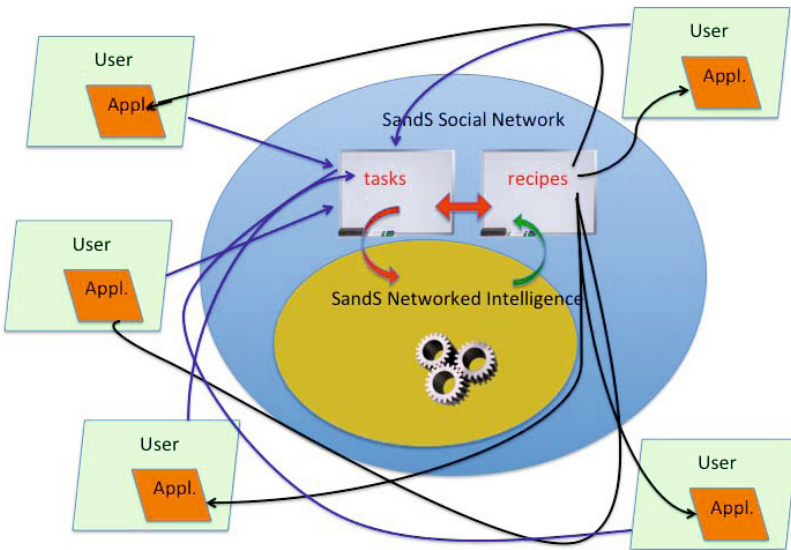 User
Appl.
User
Appl.
SandS Social Network
tasks
recipes
User
Appl.
SandS Networked Intelligence
User
Appl.
User
Appl.